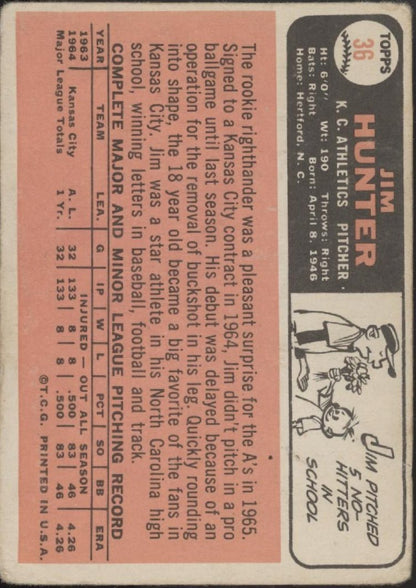 TOPPS
36
JIM
HUNTER
K. C. ATHLETICS PITCHER
Ht: 6'0" Wt: 190 Throws: Right
Bats: Right Born: April 8, 1946
Home: Hertford, N. C.
JIM PITCHED
5 NO-
HITTERS
IN
SCHOOL
The rookie righthander was a pleasant surprise for the A's in 1965.
Signed to a Kansas City contract in 1964, Jim didn't pitch in a pro
ballgame until last season. His debut was delayed because of an
operation for the removal of buckshot in his leg. Quickly rounding
into shape, the 18 year old became a big favorite of the fans in
Kansas City. Jim was a star athlete in his North Carolina high
school, winning letters in baseball, football and track.
COMPLETE MAJOR AND MINOR LEAGUE PITCHING RECORD
YEAR TEAM LEA. G IP W L PCT SO BB ERA
1963 INJURED — OUT ALL SEASON
1964 Kansas City A. L. 32 133 8 8 .500 83 46 4.26
Major League Totals 1 Yr. 32 133 8 8 .500 83 46 4.26
©T.C.G. PRINTED IN U.S.A.